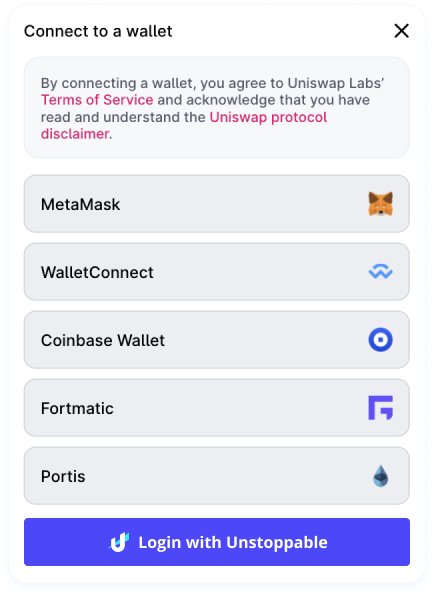 Connect to a wallet
By connecting a wallet, you agree to Uniswap Labs’
Terms of Service and acknowledge that you have
read and understand the Uniswap protocol
disclaimer.
MetaMask
WalletConnect
Coinbase Wallet
Fortmatic
Portis
Login with Unstoppable